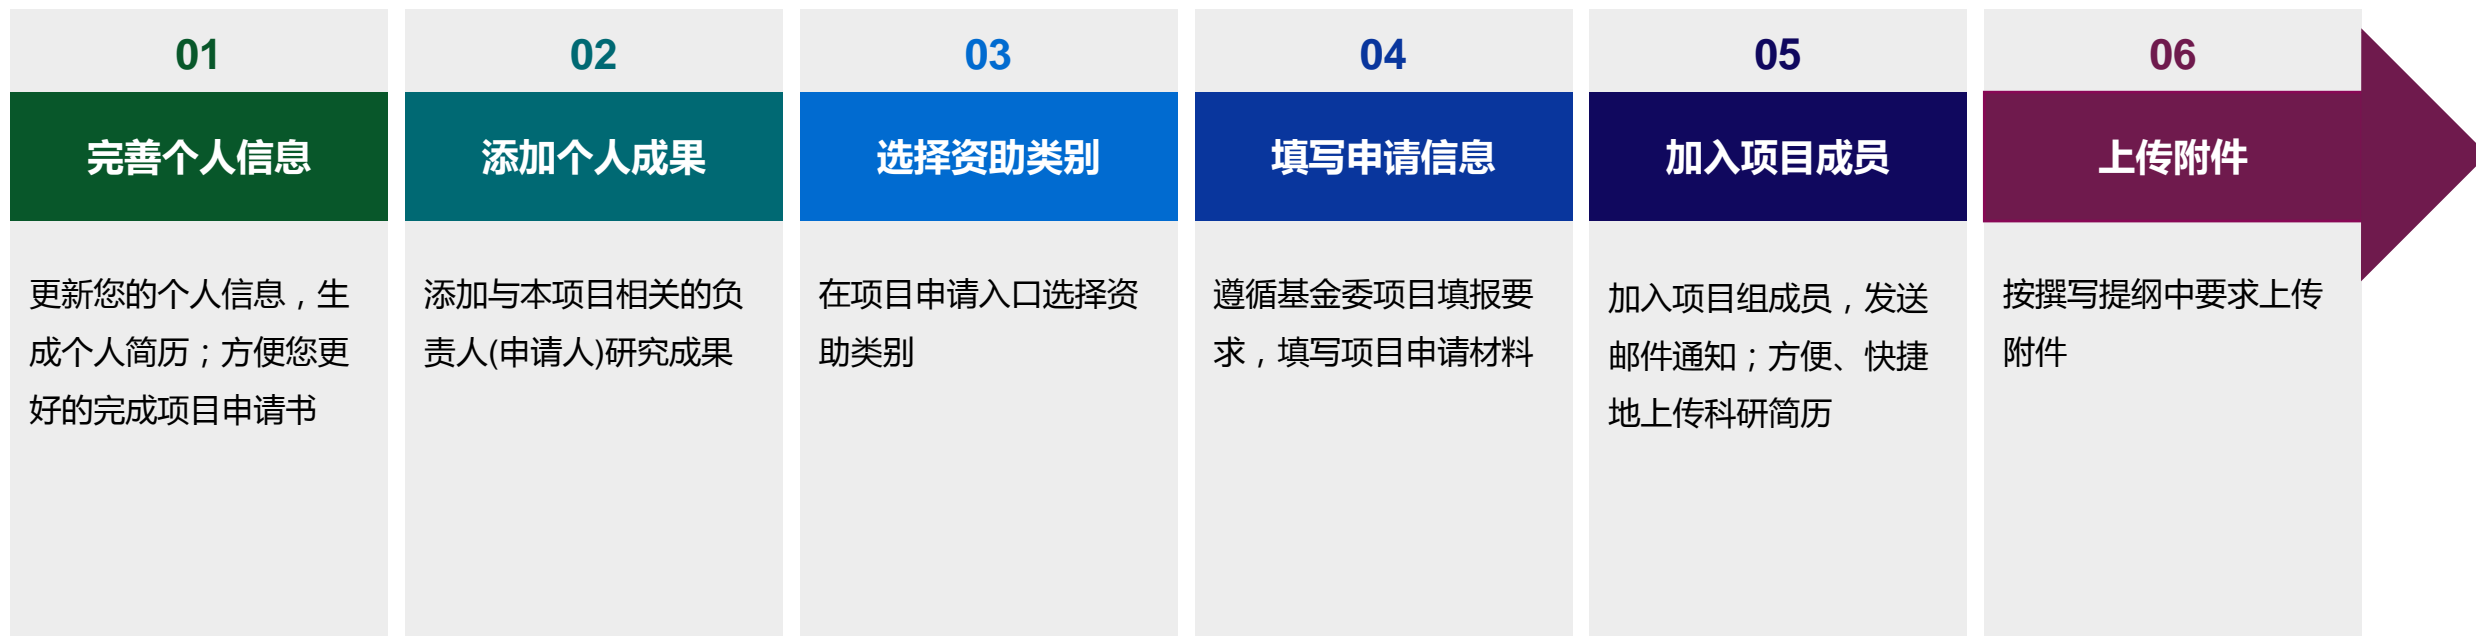 01
完善个人信息
更新您的个人信息，生
成个人简历；方便您更
好的完成项目申请书
02
添加个人成果
添加与本项目相关的负
责人(申请人)研究成果
03
选择资助类别
在项目申请入口选择资
助类别
04
填写申请信息
遵循基金委项目填报要
求，填写项目申请材料
05
加入项目成员
加入项目组成员，发送
邮件通知；方便、快捷
地上传科研简历
06
上传附件
按撰写提纲中要求上传
附件